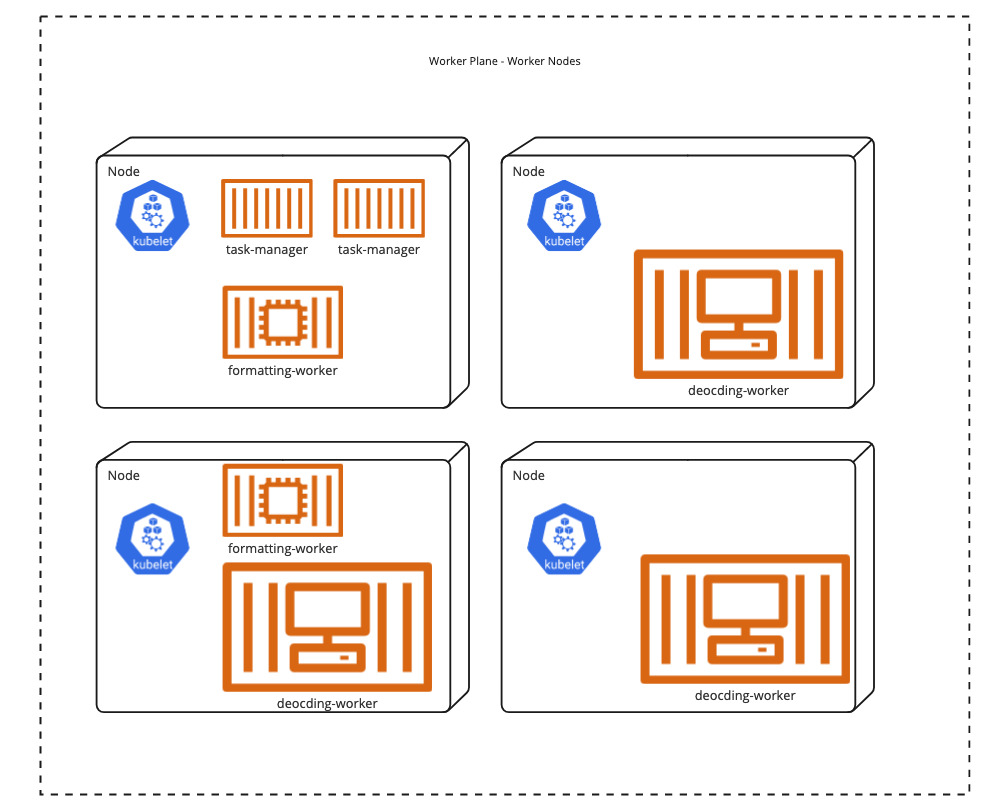 Worker Plane - Worker Nodes
Node
kubelet
task-manager
task-manager
formatting-worker
Node
kubelet
deocding-worker
Node
kubelet
formatting-worker
deocding-worker
Node
kubelet
deocding-worker